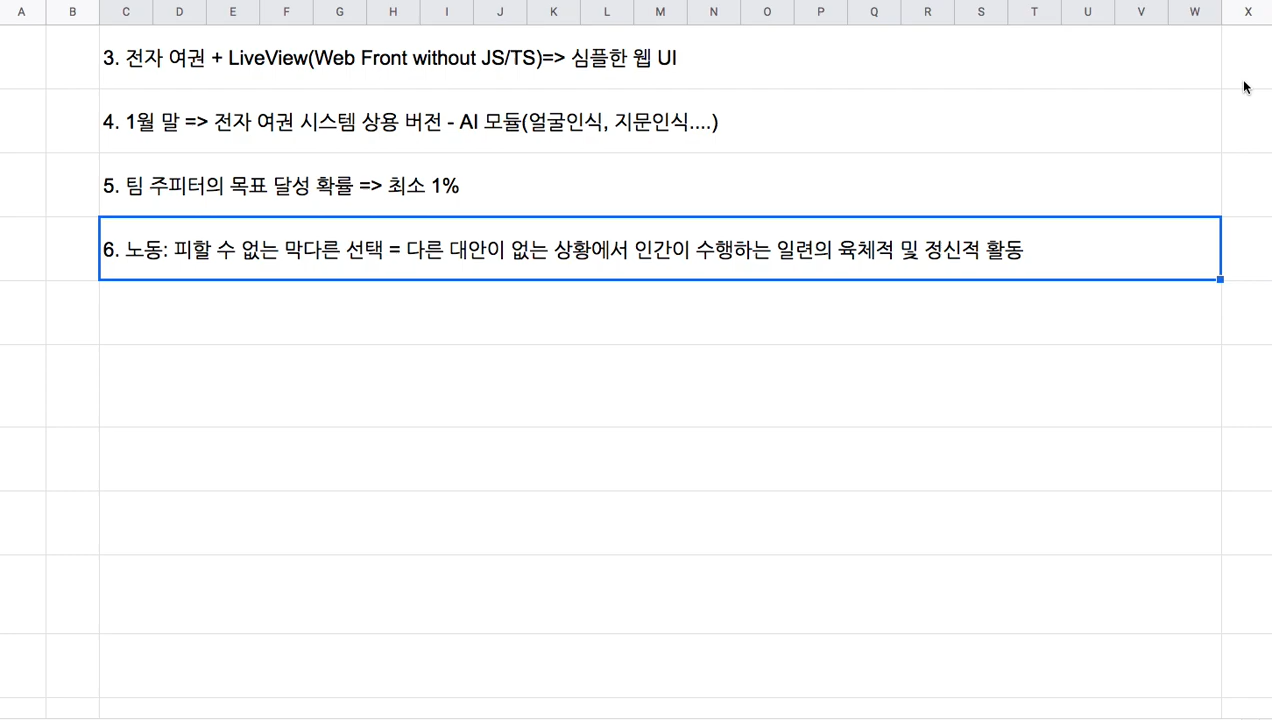 A B C D E F G H I J K L M N O P Q R S T U V W X
3. 전자 여권 + LiveView(Web Front without JS/TS)=> 심플한 웹 UI
4. 1월 말 => 전자 여권 시스템 상용 버전 - AI 모듈(얼굴인식, 지문인식....)
5. 팀 주피터의 목표 달성 확률 => 최소 1%
6. 노동: 피할 수 없는 막다른 선택 = 다른 대안이 없는 상황에서 인간이 수행하는 일련의 육체적 및 정신적 활동